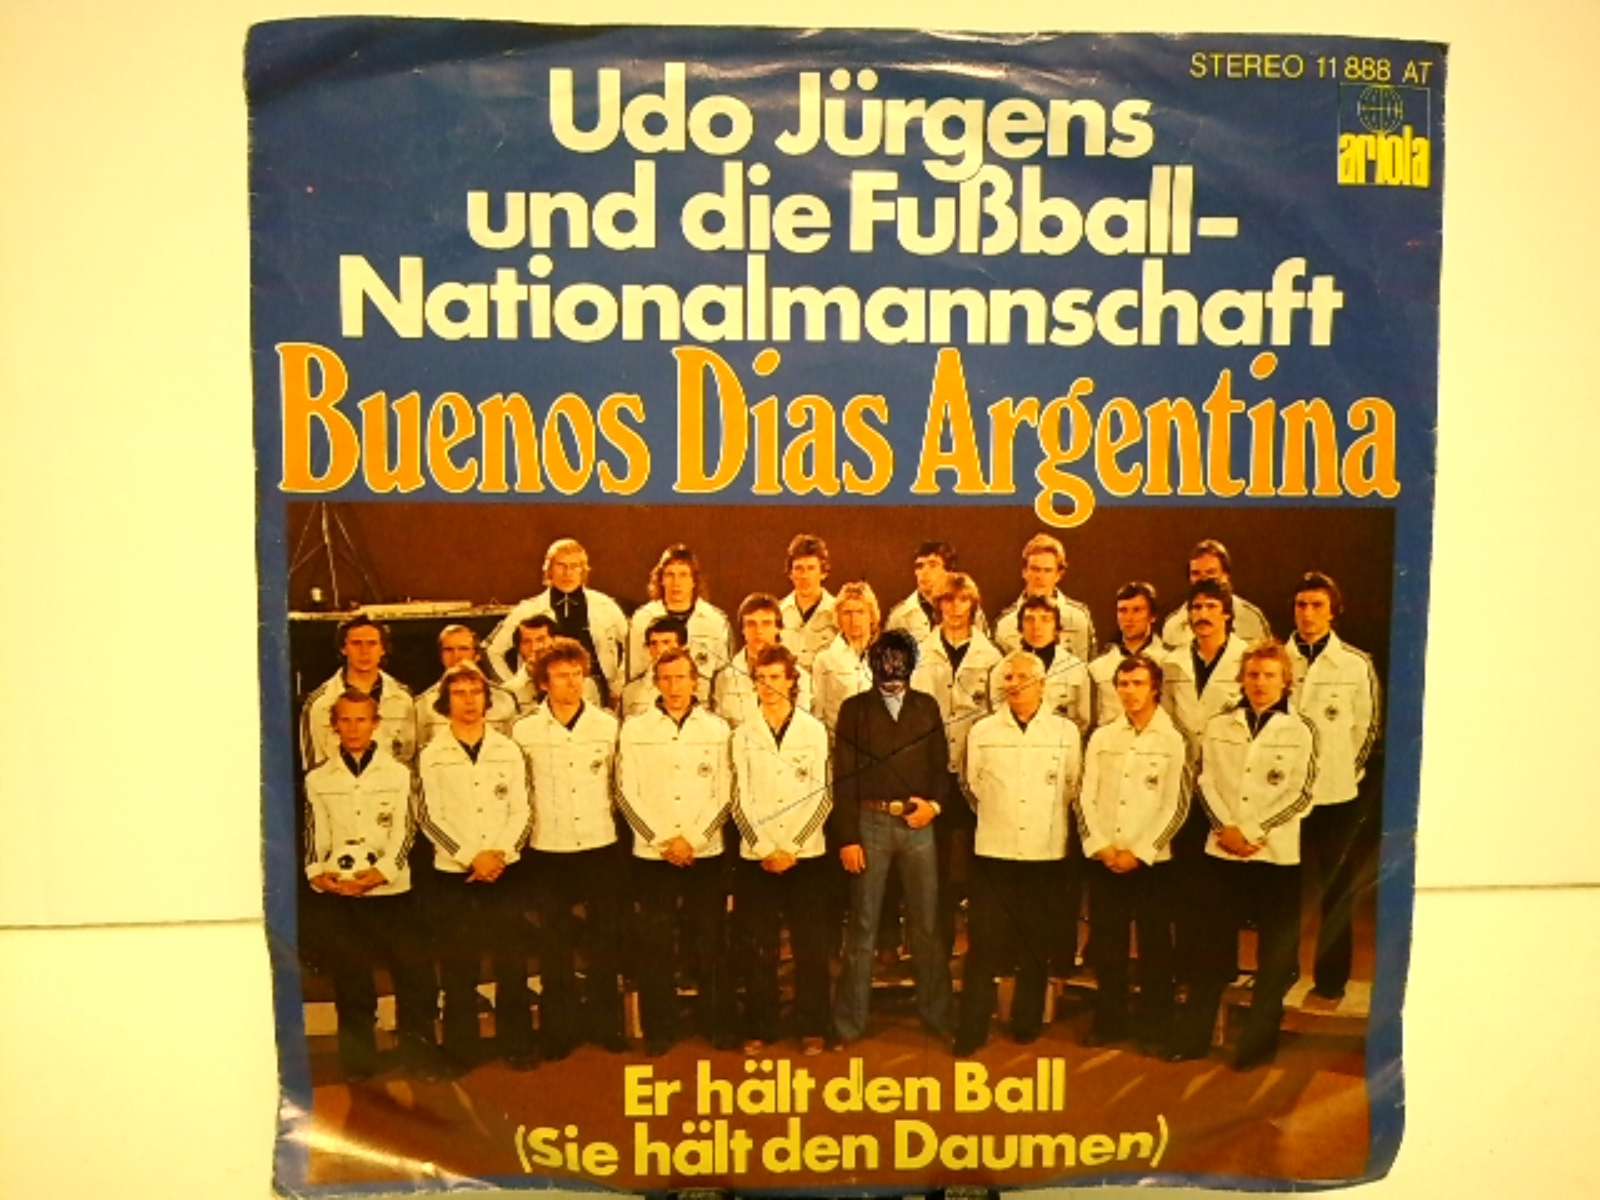 STEREO 11 888 AT
ariola
Udo Jürgens
und die Fußball-
Nationalmannschaft
Buenos Dias Argentina
Er hält den Ball
(Sie hält den Daumen)